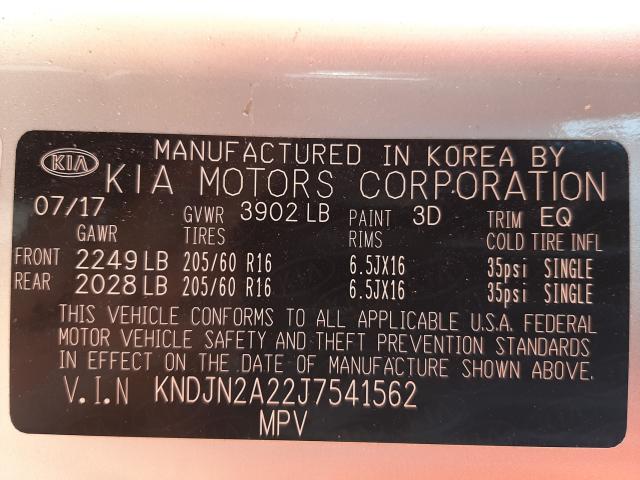 KIA MANUFACTURED IN KOREA BY
KIA MOTORS CORPORATION
07/17 GVWR 3902 LB PAINT 3D TRIM EQ
GAWR TIRES RIMS COLD TIRE INFL
FRONT 2249 LB 205/60 R16 6.5JX16 35psi SINGLE
REAR 2028 LB 205/60 R16 6.5JX16 35psi SINGLE
THIS VEHICLE CONFORMS TO ALL APPLICABLE U.S.A. FEDERAL
MOTOR VEHICLE SAFETY AND THEFT PREVENTION STANDARDS
IN EFFECT ON THE DATE OF MANUFACTURE SHOWN ABOVE.
V.I.N KNDJN2A22J7541562
MPV